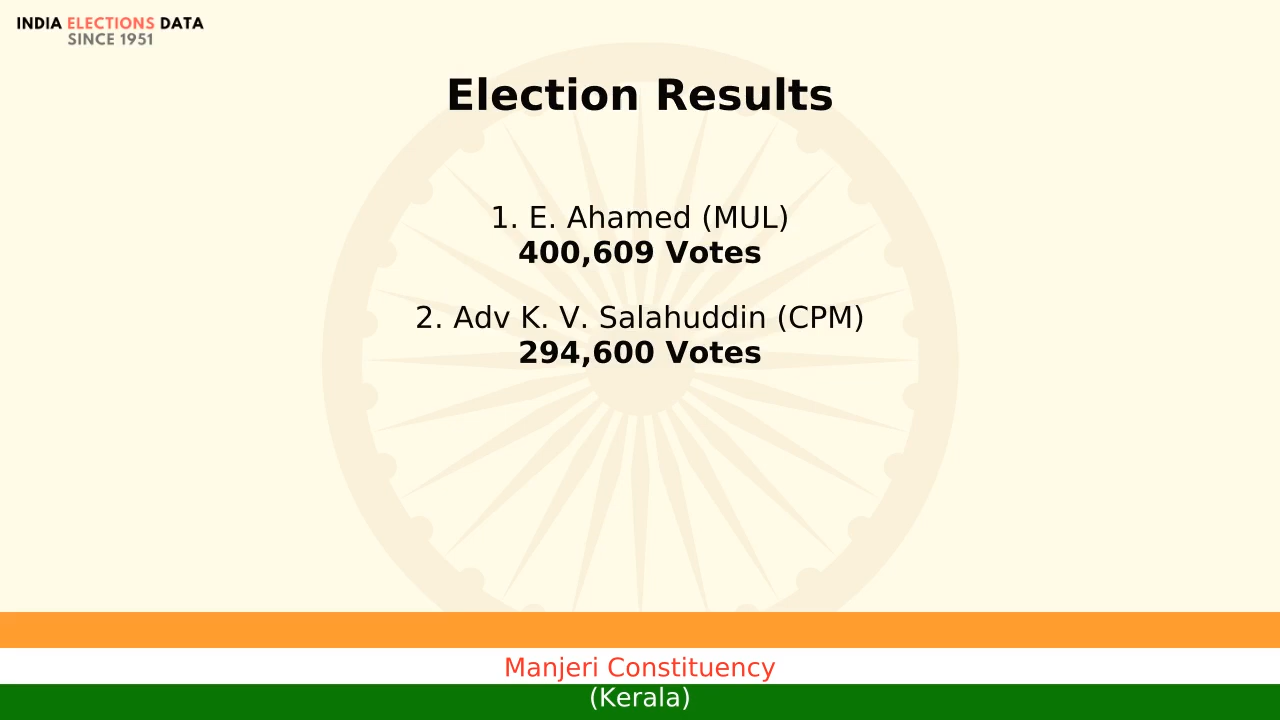 INDIA ELECTIONS DATA
SINCE 1951
Election Results
1. E. Ahamed (MUL)
400,609 Votes
2. Adv K. V. Salahuddin (CPM)
294,600 Votes
Manjeri Constituency
(Kerala)